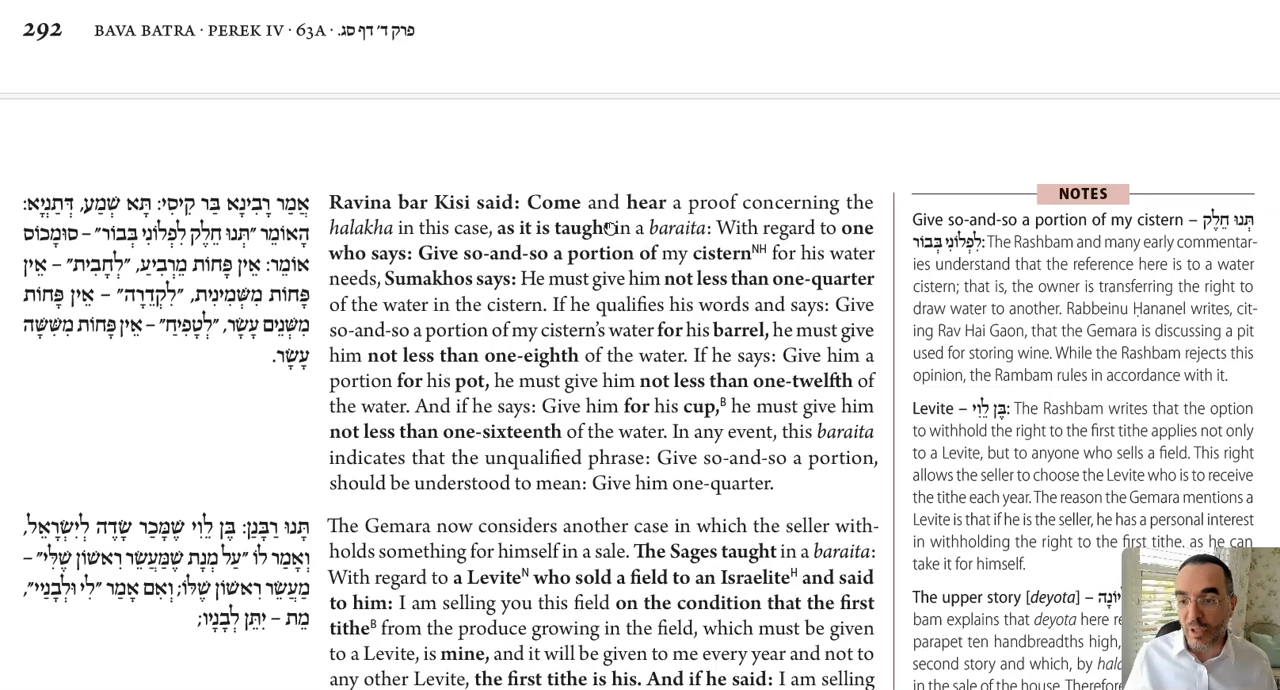 292 BAVA BATRA · PEREK IV · 63A · .פרק ד׳ דף סג
אֲמַר רָבִינָא בַּר קִיסִי: תָּא שְׁמַע, דְּתַנְיָא:
הָאוֹמֵר ״תְּנוּ חֵלֶק לִפְלוֹנִי בְּבוֹר״ – סוּמָכוֹס
אוֹמֵר: אֵין פָּחוֹת מֵרְבִיעַ, ״לְחָבִית״ – אֵין
פָּחוֹת מִשְּׁמִינִית, ״לִקְדֵרָה״ – אֵין פָּחוֹת
מִשְּׁנֵים עָשָׂר, ״לְטָפִיחַ״ – אֵין פָּחוֹת מִשִּׁשָּׁה
עָשָׂר.
Ravina bar Kisi said: Come and hear a proof concerning the
halakha in this case, as it is taught in a baraita: With regard to one
who says: Give so-and-so a portion of my cistern^NH for his water
needs, Sumakhos says: He must give him not less than one-quarter
of the water in the cistern. If he qualifies his words and says: Give
so-and-so a portion of my cistern’s water for his barrel, he must give
him not less than one-eighth of the water. If he says: Give him a
portion for his pot, he must give him not less than one-twelfth of
the water. And if he says: Give him for his cup,^B he must give him
not less than one-sixteenth of the water. In any event, this baraita
indicates that the unqualified phrase: Give so-and-so a portion,
should be understood to mean: Give him one-quarter.
תָּנוּ רַבָּנַן: בֶּן לֵוִי שֶׁמָּכַר שָׂדֶה לְיִשְׂרָאֵל,
וְאָמַר לוֹ ״עַל מְנָת שֶׁמַּעֲשֵׂר רִאשׁוֹן שֶׁלִּי״ –
מַעֲשֵׂר רִאשׁוֹן שֶׁלּוֹ; וְאִם אָמַר ״לִי וּלְבָנַי״,
מֵת – יִתֵּן לְבָנָיו;
The Gemara now considers another case in which the seller with-
holds something for himself in a sale. The Sages taught in a baraita:
With regard to a Levite^N who sold a field to an Israelite^H and said
to him: I am selling you this field on the condition that the first
tithe^B from the produce growing in the field, which must be given
to a Levite, is mine, and it will be given to me every year and not to
any other Levite, the first tithe is his. And if he said: I am selling
NOTES
Give so-and-so a portion of my cistern – תְּנוּ חֵלֶק
לִפְלוֹנִי בְּבוֹר: The Rashbam and many early commentar-
ies understand that the reference here is to a water
cistern; that is, the owner is transferring the right to
draw water to another. Rabbeinu Ḥananel writes, cit-
ing Rav Hai Gaon, that the Gemara is discussing a pit
used for storing wine. While the Rashbam rejects this
opinion, the Rambam rules in accordance with it.
Levite – בֶּן לֵוִי: The Rashbam writes that the option
to withhold the right to the first tithe applies not only
to a Levite, but to anyone who sells a field. This right
allows the seller to choose the Levite who is to receive
the tithe each year. The reason the Gemara mentions a
Levite is that if he is the seller, he has a personal interest
in withholding the right to the first tithe, as he can
take it for himself.
The upper story [deyota] –
bam explains that deyota here
parapet ten handbreadths high,
second story and which, by
in the sale of the house. Therefore